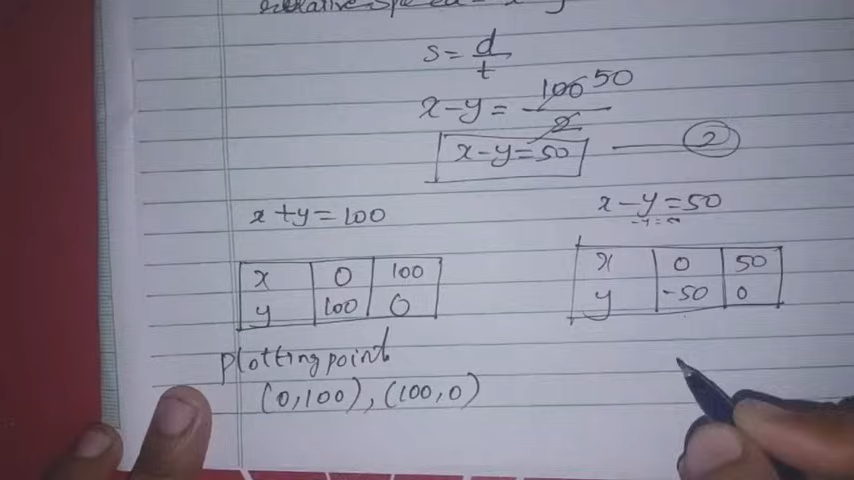 s = d/t
x-y = 100 50 / 2
x-y=50 ② 
x+y=100 x-y=50
x 0 100 x 0 50
y 100 0 y -50 0
Plotting point
(0,100), (100,0)